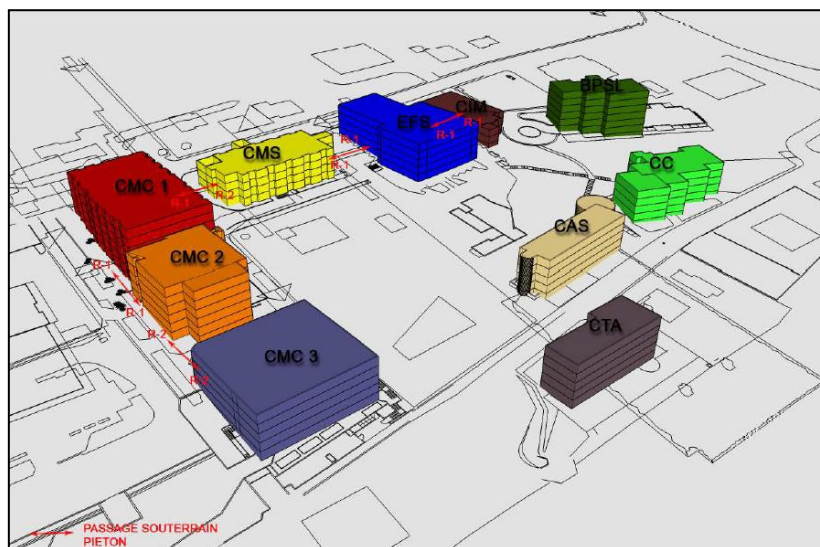 BPSL
CIM
EFS
R-1
R-1
R-1
R-1
CMS
CC
CMC 1
R-1
R-2
CAS
CMC 2
R-1
R-1
CTA
R-2
CMC 3
R-2
PASSAGE SOUTERRAIN
PIETON